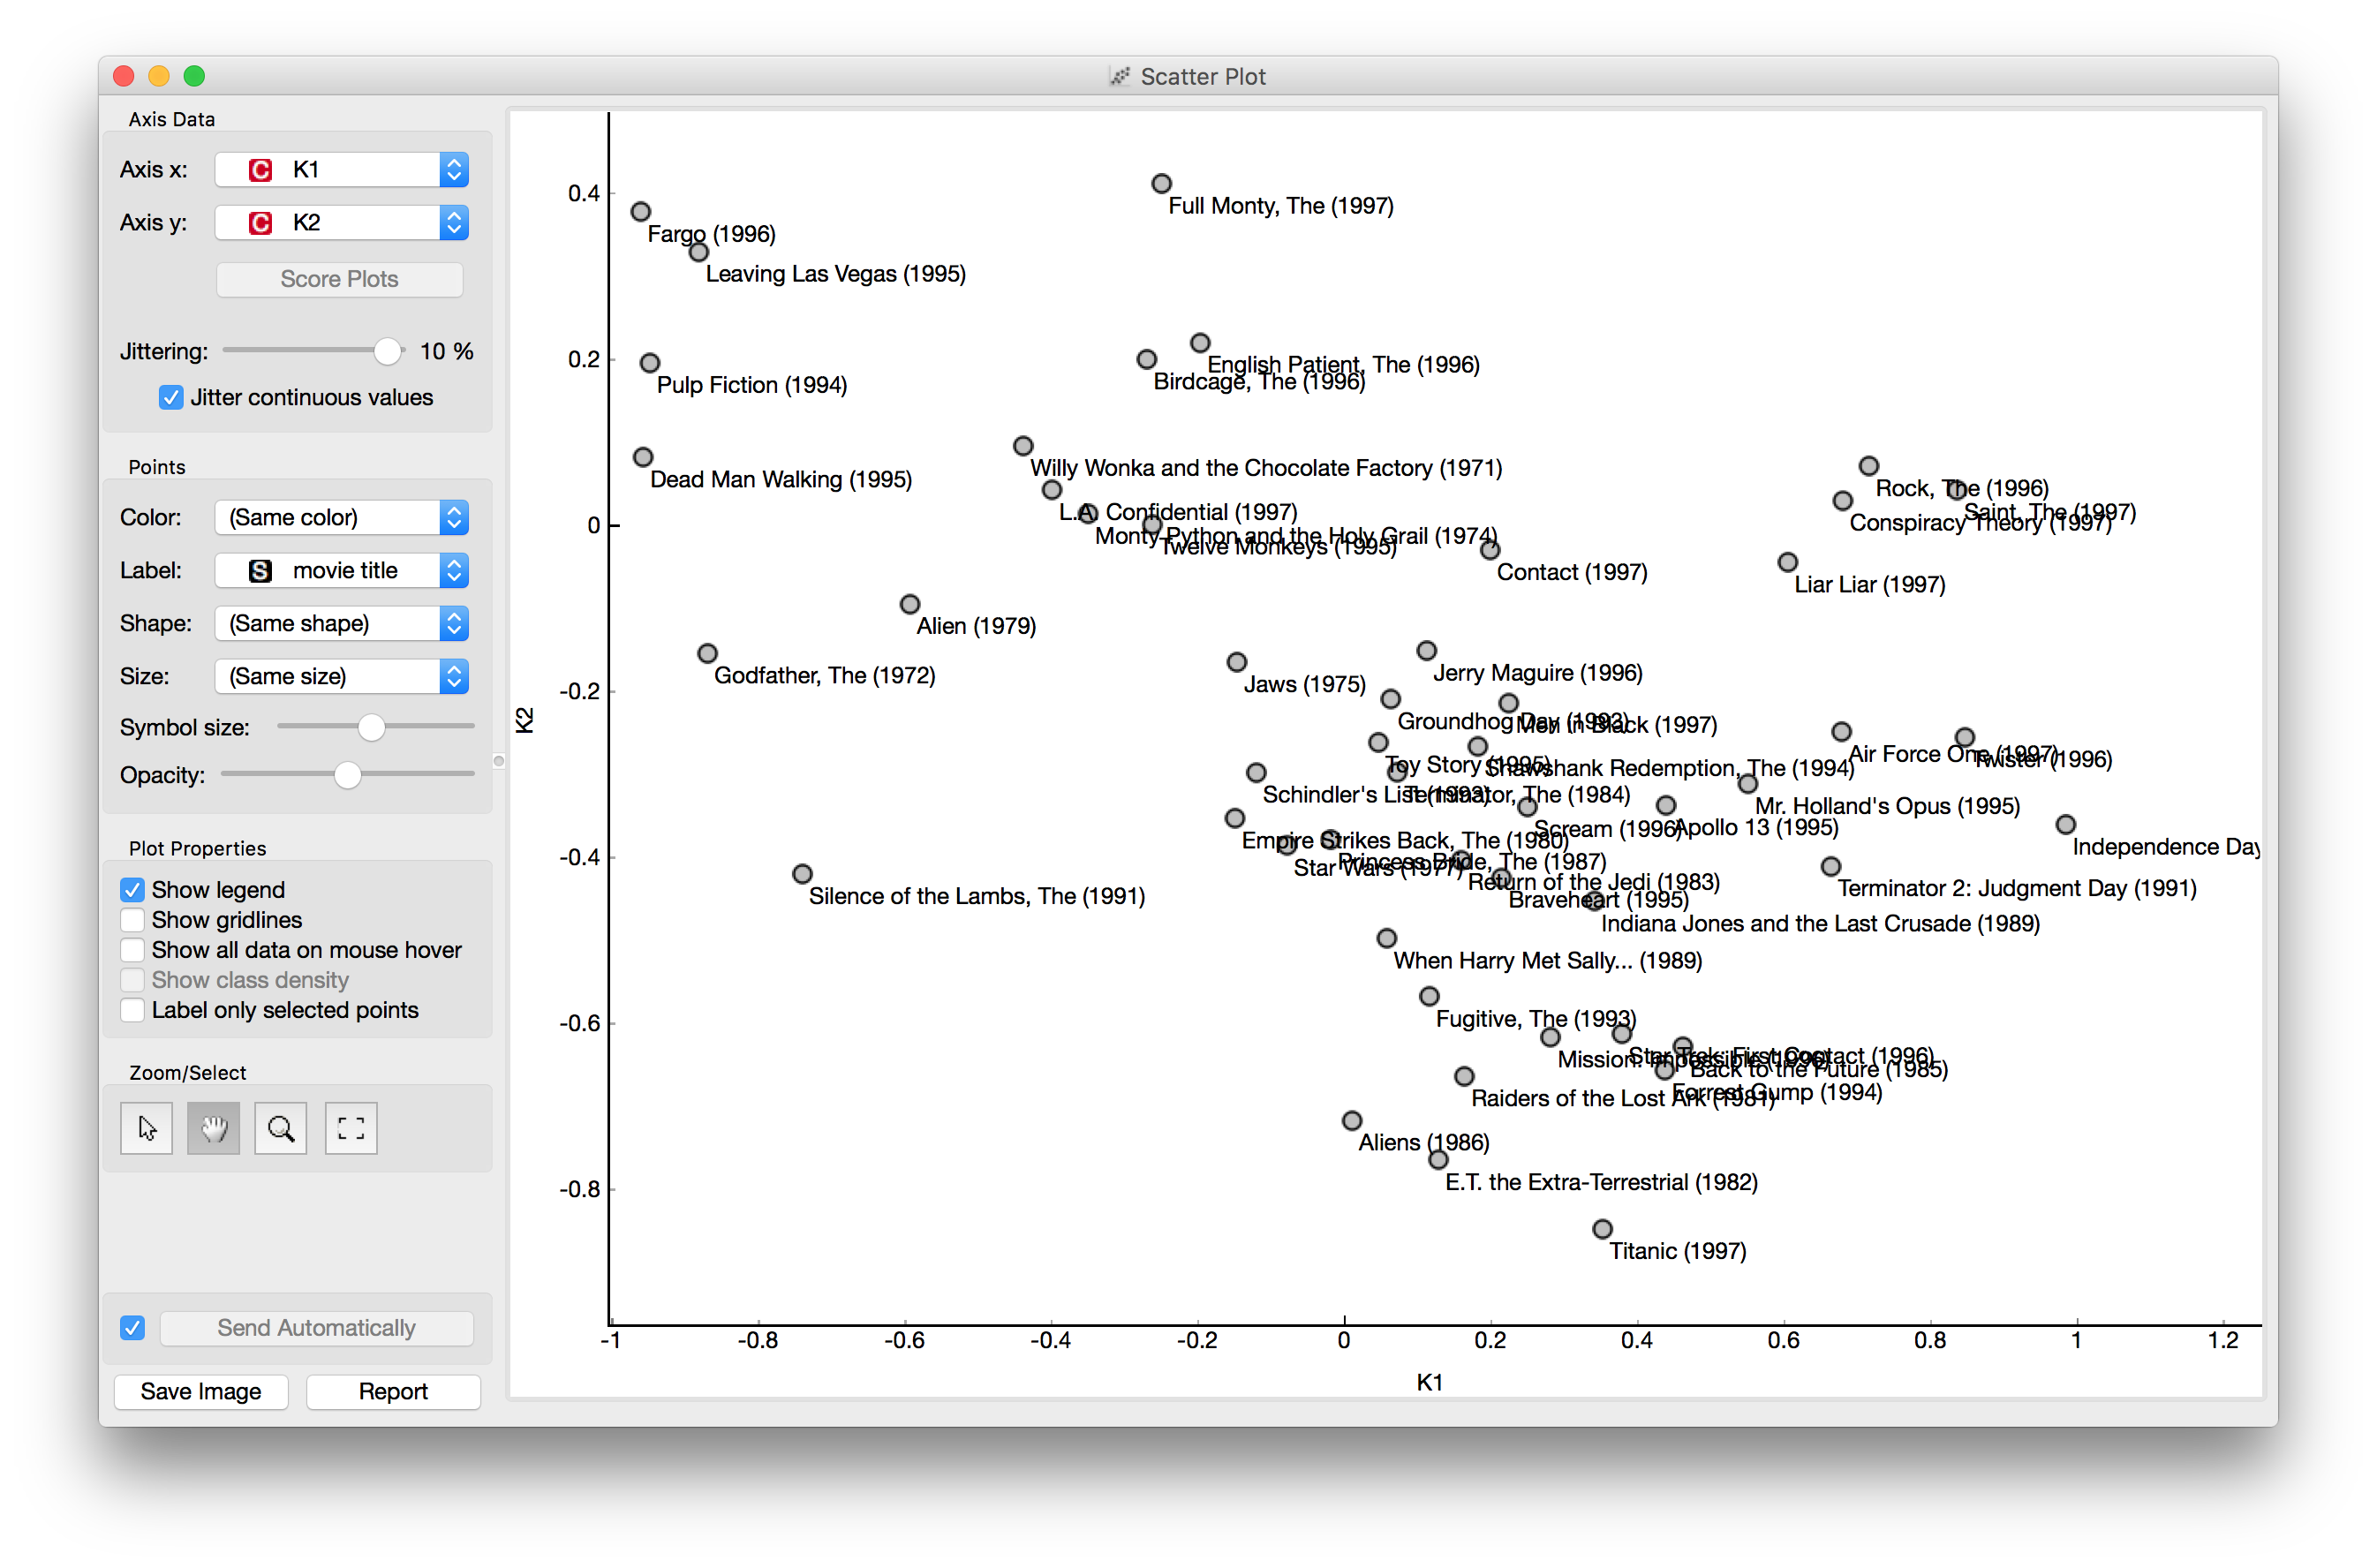 Scatter Plot
Axis Data
Axis x: C K1
Axis y: C K2
Score Plots
Jittering: 10 %
Jitter continuous values
Points
Color: (Same color)
Label: S movie title
Shape: (Same shape)
Size: (Same size)
Symbol size:
Opacity:
Plot Properties
Show legend
Show gridlines
Show all data on mouse hover
Show class density
Label only selected points
Zoom/Select
Send Automatically
Save Image Report
K2
0.4
0.2
0
-0.2
-0.4
-0.6
-0.8
Full Monty, The (1997)
Fargo (1996)
Leaving Las Vegas (1995)
English Patient, The (1996)
Birdcage, The (1996)
Pulp Fiction (1994)
Willy Wonka and the Chocolate Factory (1971)
Dead Man Walking (1995)
Rock, The (1996)
L.A. Confidential (1997)
Saint, The (1997)
Conspiracy Theory (1997)
Monty Python and the Holy Grail (1974)
Twelve Monkeys (1995)
Contact (1997)
Liar Liar (1997)
Alien (1979)
Godfather, The (1972)
Jerry Maguire (1996)
Jaws (1975)
Groundhog Day (1993)
Men in Black (1997)
Air Force One (1997)
Twister (1996)
Toy Story (1995)
Shawshank Redemption, The (1994)
Schindler's List (1993)
Terminator, The (1984)
Mr. Holland's Opus (1995)
Scream (1996)
Apollo 13 (1995)
Empire Strikes Back, The (1980)
Independence Day
Princess Bride, The (1987)
Star Wars (1977)
Return of the Jedi (1983)
Terminator 2: Judgment Day (1991)
Silence of the Lambs, The (1991)
Braveheart (1995)
Indiana Jones and the Last Crusade (1989)
When Harry Met Sally... (1989)
Fugitive, The (1993)
Star Trek: First Contact (1996)
Mission: Impossible (1996)
Back to the Future (1985)
Forrest Gump (1994)
Raiders of the Lost Ark (1981)
Aliens (1986)
E.T. the Extra-Terrestrial (1982)
Titanic (1997)
-1 -0.8 -0.6 -0.4 -0.2 0 0.2 0.4 0.6 0.8 1 1.2
K1